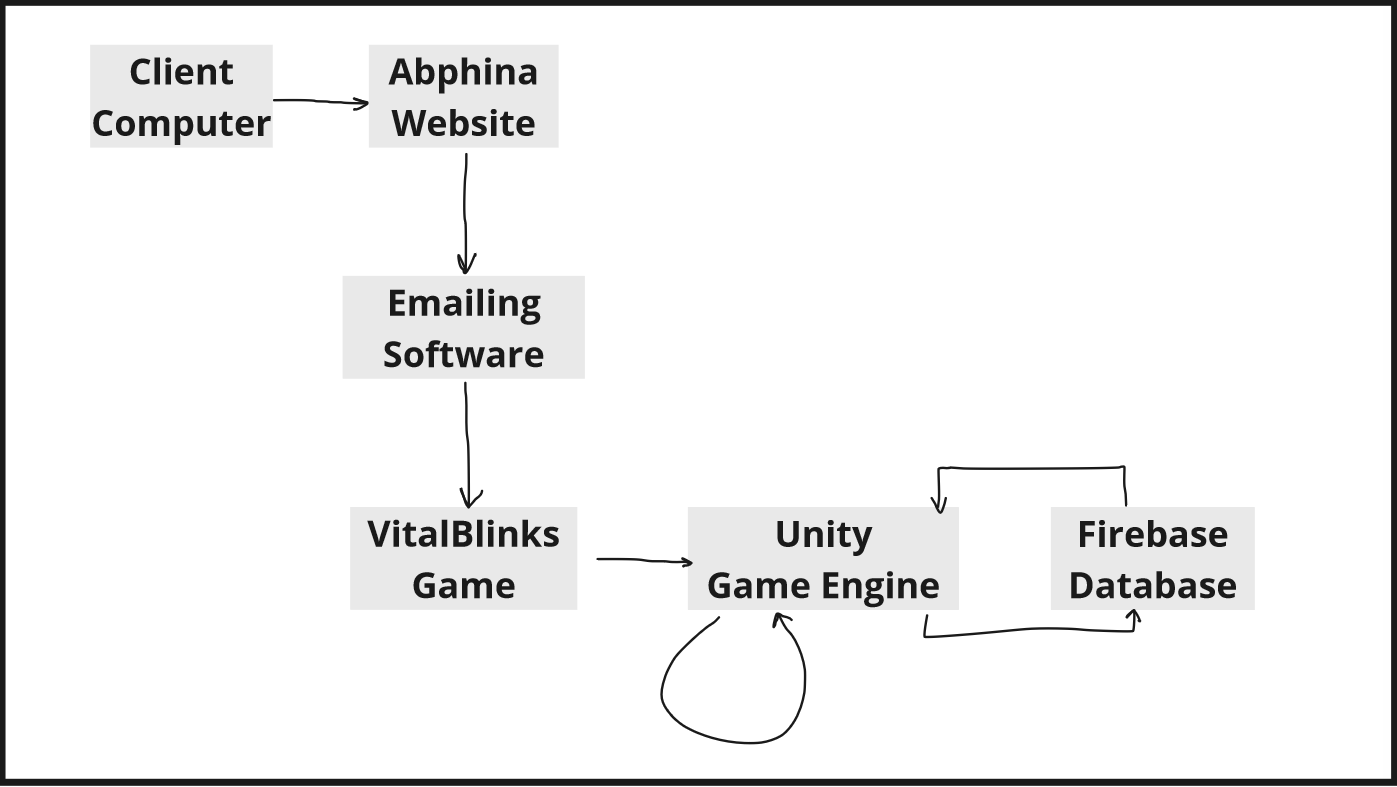 Client
Computer
Abphina
Website
Emailing
Software
VitalBlinks
Game
Unity
Game Engine
Firebase
Database